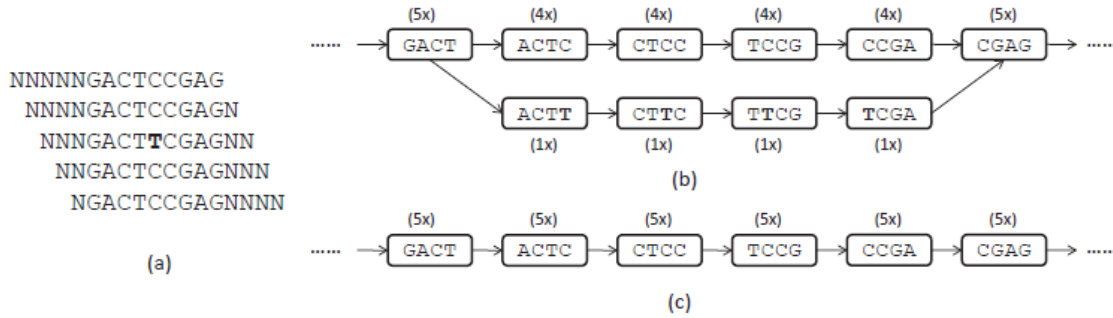 NNNNNGACTCCGAG
NNNNGACTCCGAGN
NNNGACTTCGAGNN
NNGACTCCGAGNNN
NGACTCCGAGNNNN
(a)
(5x) (4x) (4x) (4x) (4x) (5x)
...... GACT ACTC CTCC TCCG CCGA CGAG ......
ACTT CTTC TTCG TCGA
(1x) (1x) (1x) (1x)
(b)
(5x) (5x) (5x) (5x) (5x) (5x)
...... GACT ACTC CTCC TCCG CCGA CGAG ......
(c)